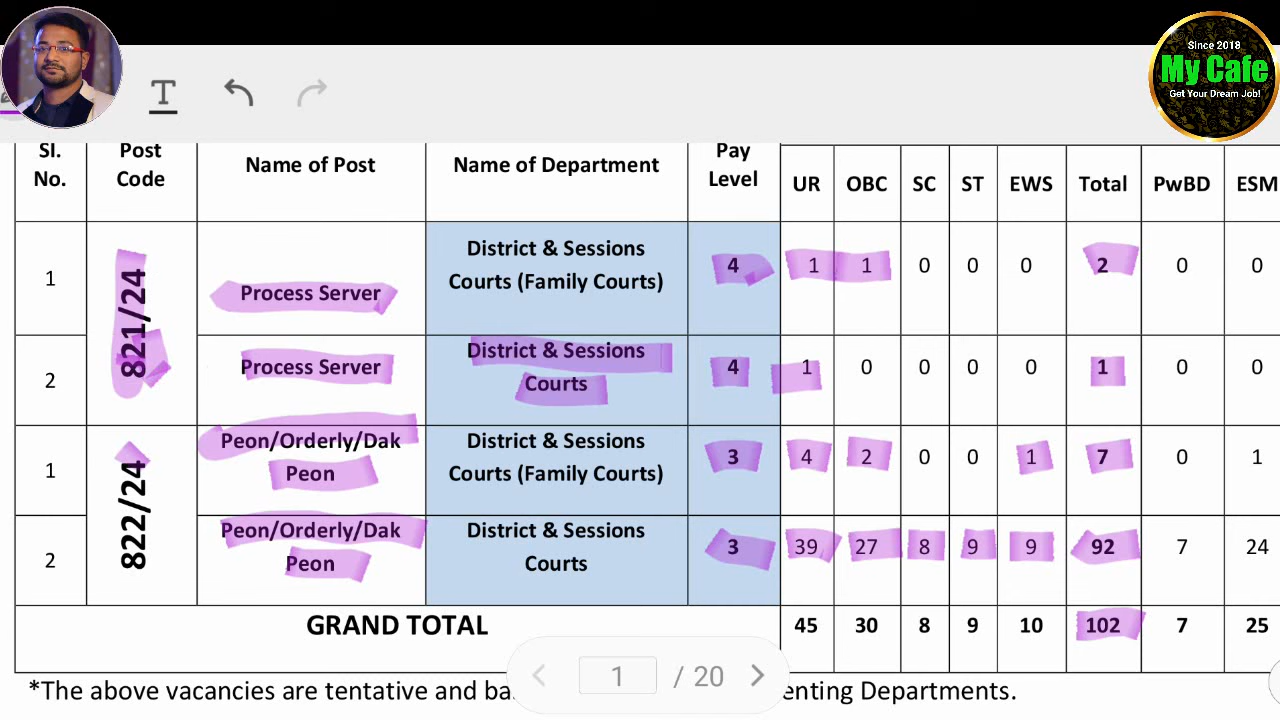 Since 2018
My Cafe
Get Your Dream Job!
T
Sl. No. Post Code Name of Post Name of Department Pay Level UR OBC SC ST EWS Total PwBD ESM
1 821/24 Process Server District & Sessions Courts (Family Courts) 4 1 1 0 0 0 2 0 0
2 Process Server District & Sessions Courts 4 1 0 0 0 0 1 0 0
1 822/24 Peon/Orderly/Dak Peon District & Sessions Courts (Family Courts) 3 4 2 0 0 1 7 0 1
2 Peon/Orderly/Dak Peon District & Sessions Courts 3 39 27 8 9 9 92 7 24
GRAND TOTAL 45 30 8 9 10 102 7 25
1 / 20
*The above vacancies are tentative and Departments.